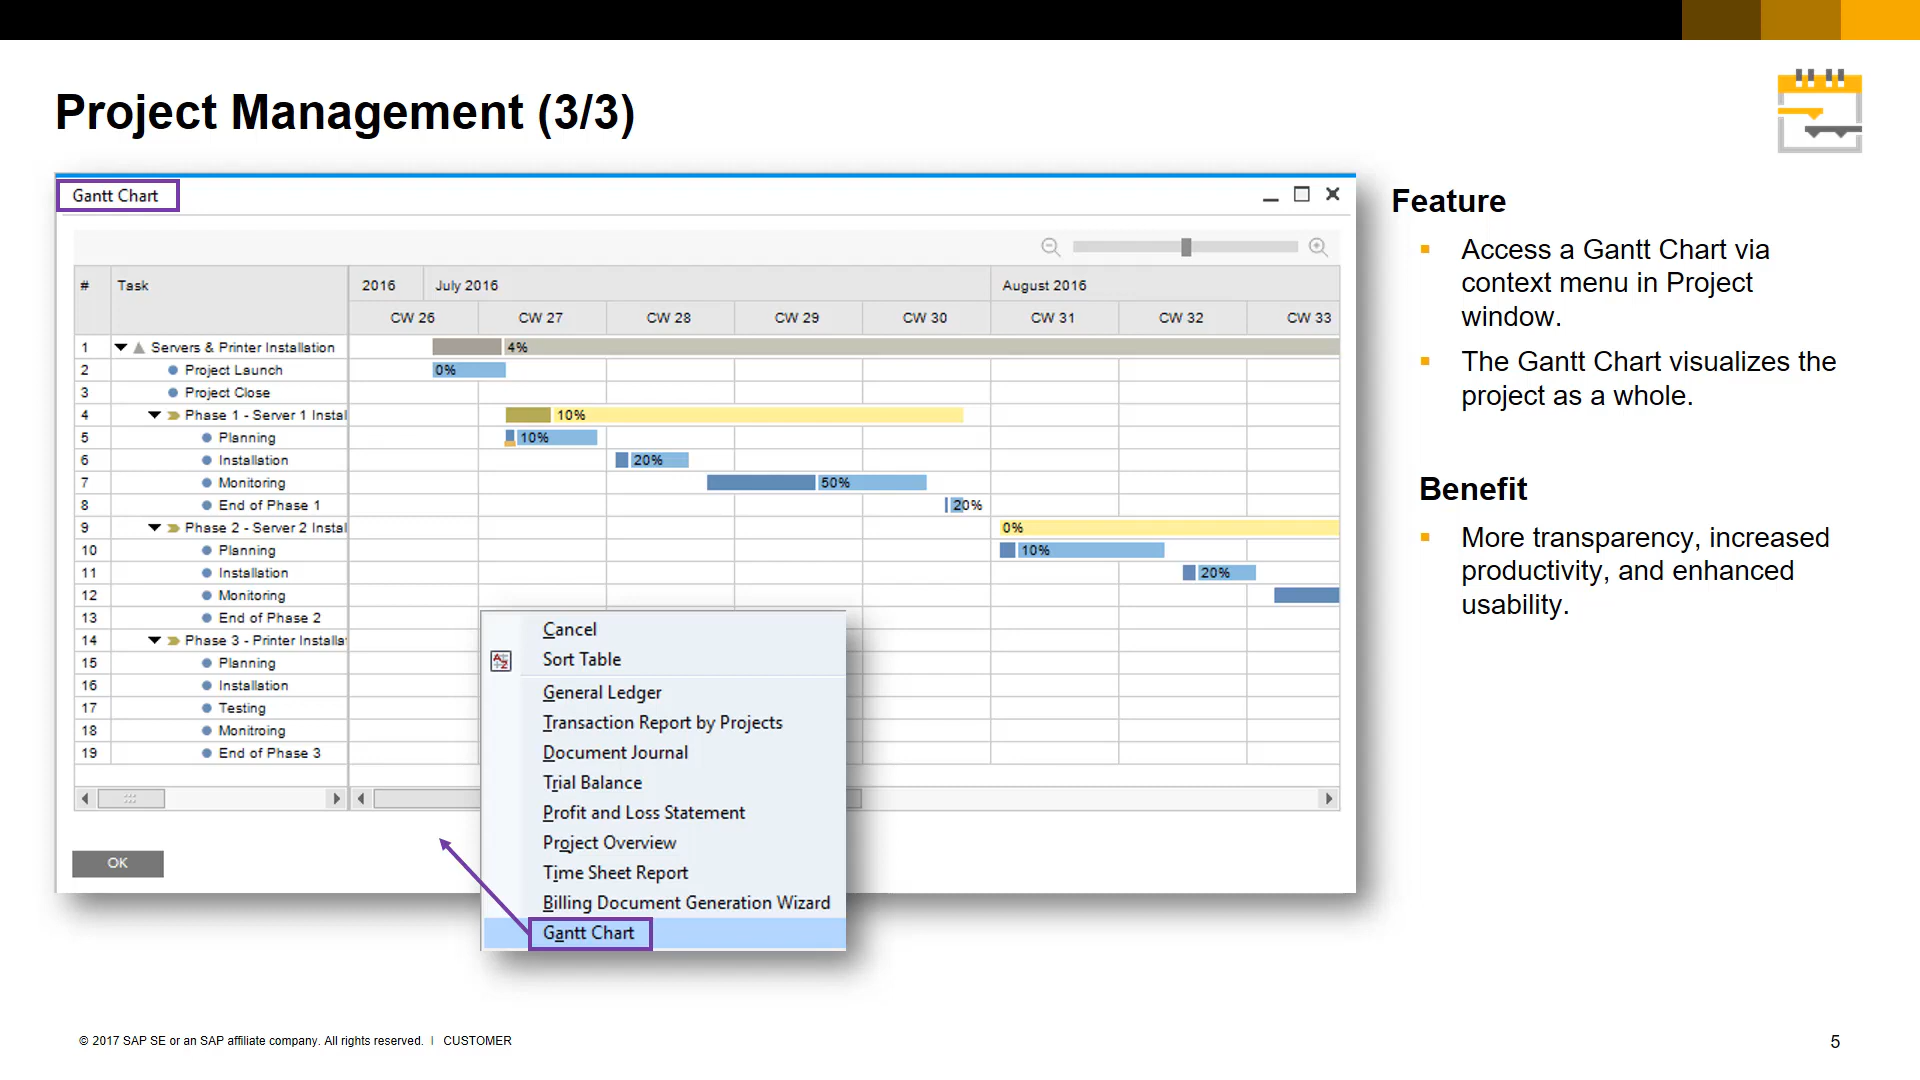 Project Management (3/3)
Gantt Chart
# Task 2016 July 2016 August 2016
CW 26 CW 27 CW 28 CW 29 CW 30 CW 31 CW 32 CW 33
1 Servers & Printer Installation 4%
2 Project Launch 0%
3 Project Close
4 Phase 1 - Server 1 Instal 10%
5 Planning 10%
6 Installation 20%
7 Monitoring 50%
8 End of Phase 1 20%
9 Phase 2 - Server 2 Instal 0%
10 Planning 10%
11 Installation 20%
12 Monitoring
13 End of Phase 2
14 Phase 3 - Printer Installa
15 Planning
16 Installation
17 Testing
18 Monitroing
19 End of Phase 3
OK
Cancel
Sort Table
General Ledger
Transaction Report by Projects
Document Journal
Trial Balance
Profit and Loss Statement
Project Overview
Time Sheet Report
Billing Document Generation Wizard
Gantt Chart
Feature
Access a Gantt Chart via
context menu in Project
window.
The Gantt Chart visualizes the
project as a whole.
Benefit
More transparency, increased
productivity, and enhanced
usability.
© 2017 SAP SE or an SAP affiliate company. All rights reserved. | CUSTOMER
5